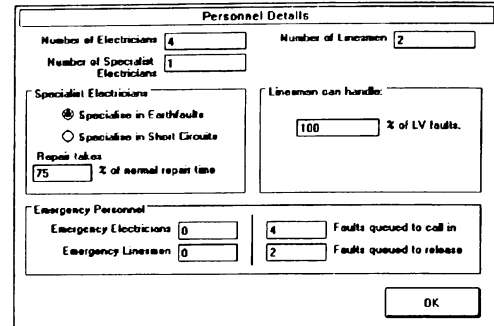 Personnel Details
Number of Electricians 4
Number of Linesmen 2
Number of Specialist Electricians 1
Specialist Electricians
Specialise in Earthfaults
Specialise in Short Circuits
Repair takes
75 % of normal repair time
Linesmen can handle:
100 % of LV faults.
Emergency Personnel
Emergency Electricians 0
4 Faults queued to call in
Emergency Linesmen 0
2 Faults queued to release
OK